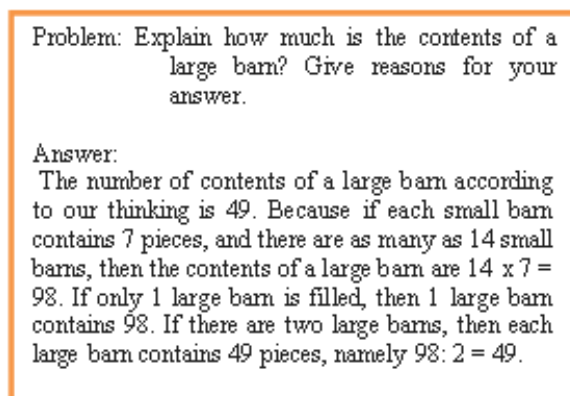 Problem: Explain how much is the contents of a
large barn? Give reasons for your
answer.
Answer:
The number of contents of a large barn according
to our thinking is 49. Because if each small barn
contains 7 pieces, and there are as many as 14 small
barns, then the contents of a large barn are 14 x 7 =
98. If only 1 large barn is filled, then 1 large barn
contains 98. If there are two large barns, then each
large barn contains 49 pieces, namely 98: 2 = 49.